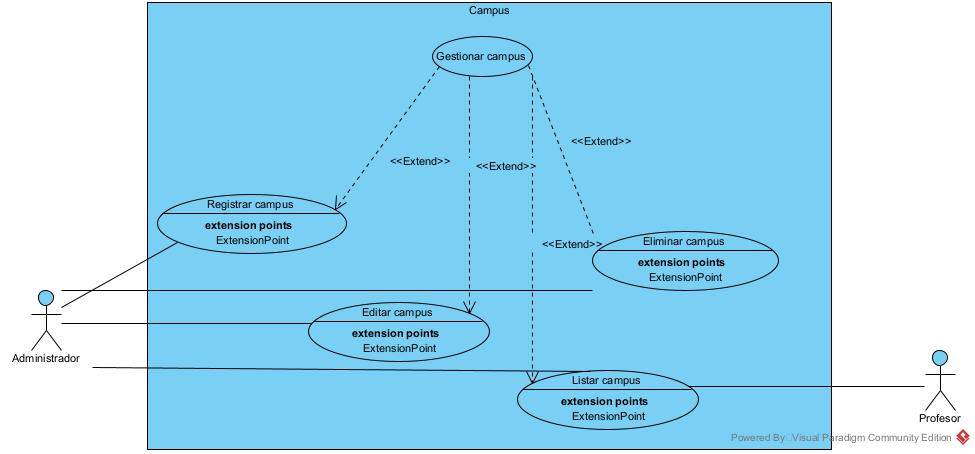 Campus
Gestionar campus
<<Extend>>
<<Extend>>
<<Extend>>
Registrar campus
extension points
ExtensionPoint
<<Extend>>
Eliminar campus
extension points
ExtensionPoint
Editar campus
extension points
ExtensionPoint
Administrador
Listar campus
extension points
ExtensionPoint
Profesor
Powered By Visual Paradigm Community Edition